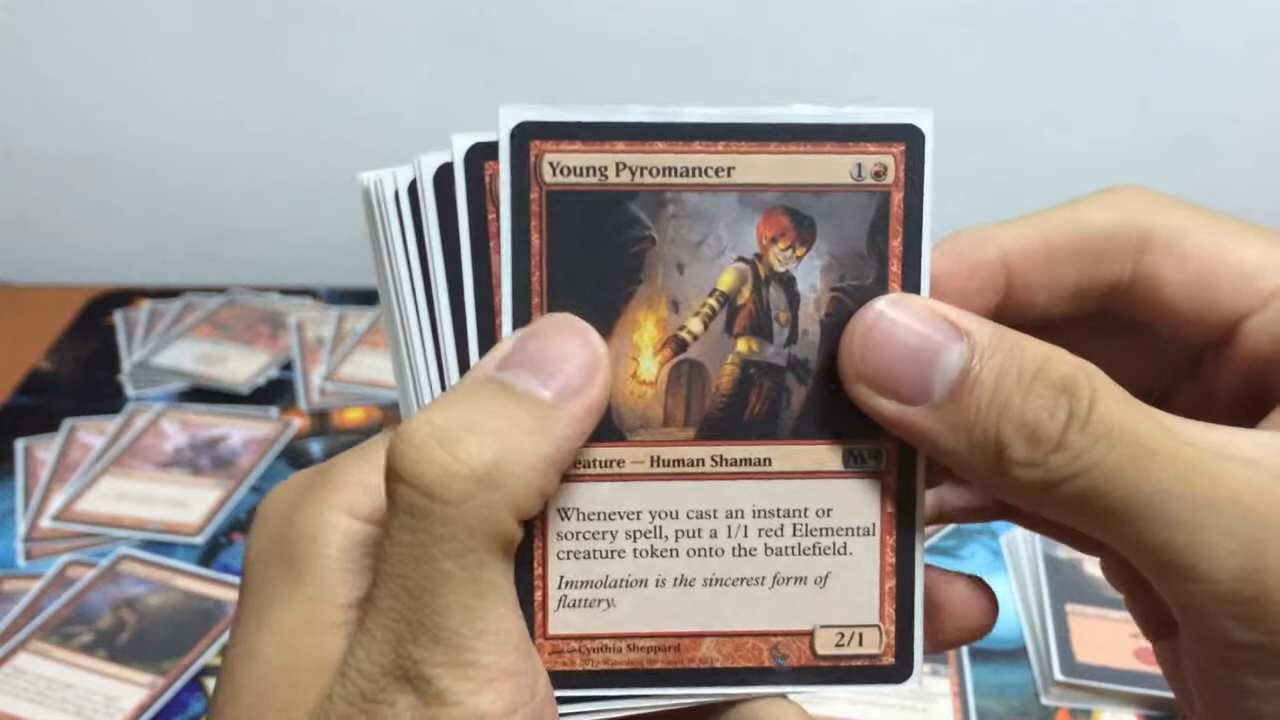 Young Pyromancer 1
eature — Human Shaman
Whenever you cast an instant or
sorcery spell, put a 1/1 red Elemental
creature token onto the battlefield.
Immolation is the sincerest form of
flattery.
2/1
Cynthia Sheppard